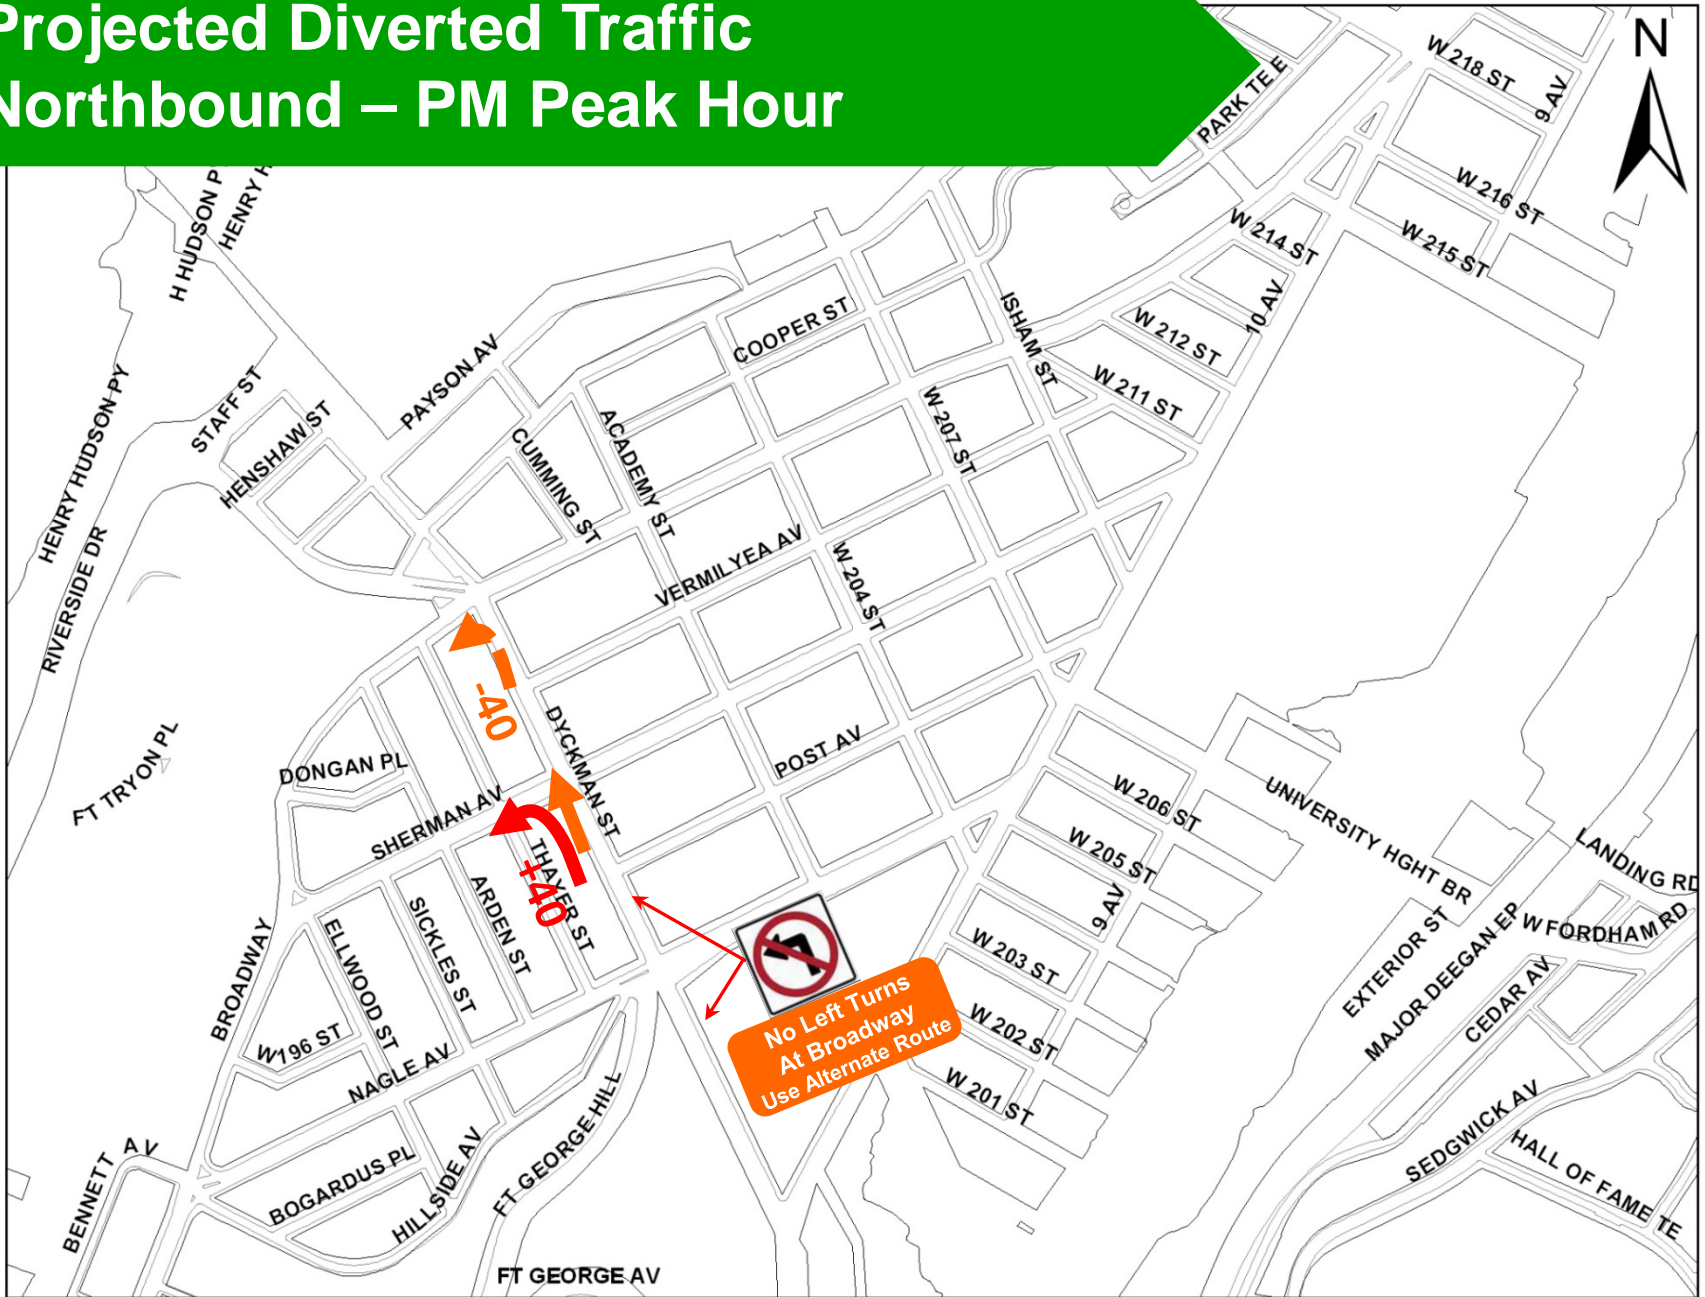 Projected Diverted Traffic
Northbound – PM Peak Hour
N
W 218 ST
9 AV
PARK TE E
W 216 ST
W 215 ST
W 214 ST
10 AV
W 212 ST
W 211 ST
ISHAM ST
H HUDSON P
HENRY H
COOPER ST
PAYSON AV
STAFF ST
HENSHAW ST
HENRY HUDSON PY
RIVERSIDE DR
CUMMING ST
ACADEMY ST
W 207 ST
VERMILYEA AV
W 204 ST
-40
DYCKMAN ST
POST AV
FT TRYON PL
DONGAN PL
SHERMAN AV
THAYER ST
+40
ARDEN ST
SICKLES ST
ELLWOOD ST
BROADWAY
W 196 ST
NAGLE AV
W 206 ST
W 205 ST
9 AV
W 203 ST
W 202 ST
W 201 ST
UNIVERSITY HGHT BR
LANDING RD
W FORDHAM RD
EXTERIOR ST
MAJOR DEEGAN EP
CEDAR AV
SEDGWICK AV
HALL OF FAME TE
No Left Turns
At Broadway
Use Alternate Route
BENNETT AV
BOGARDUS PL
HILLSIDE AV
FT GEORGE HILL
FT GEORGE AV